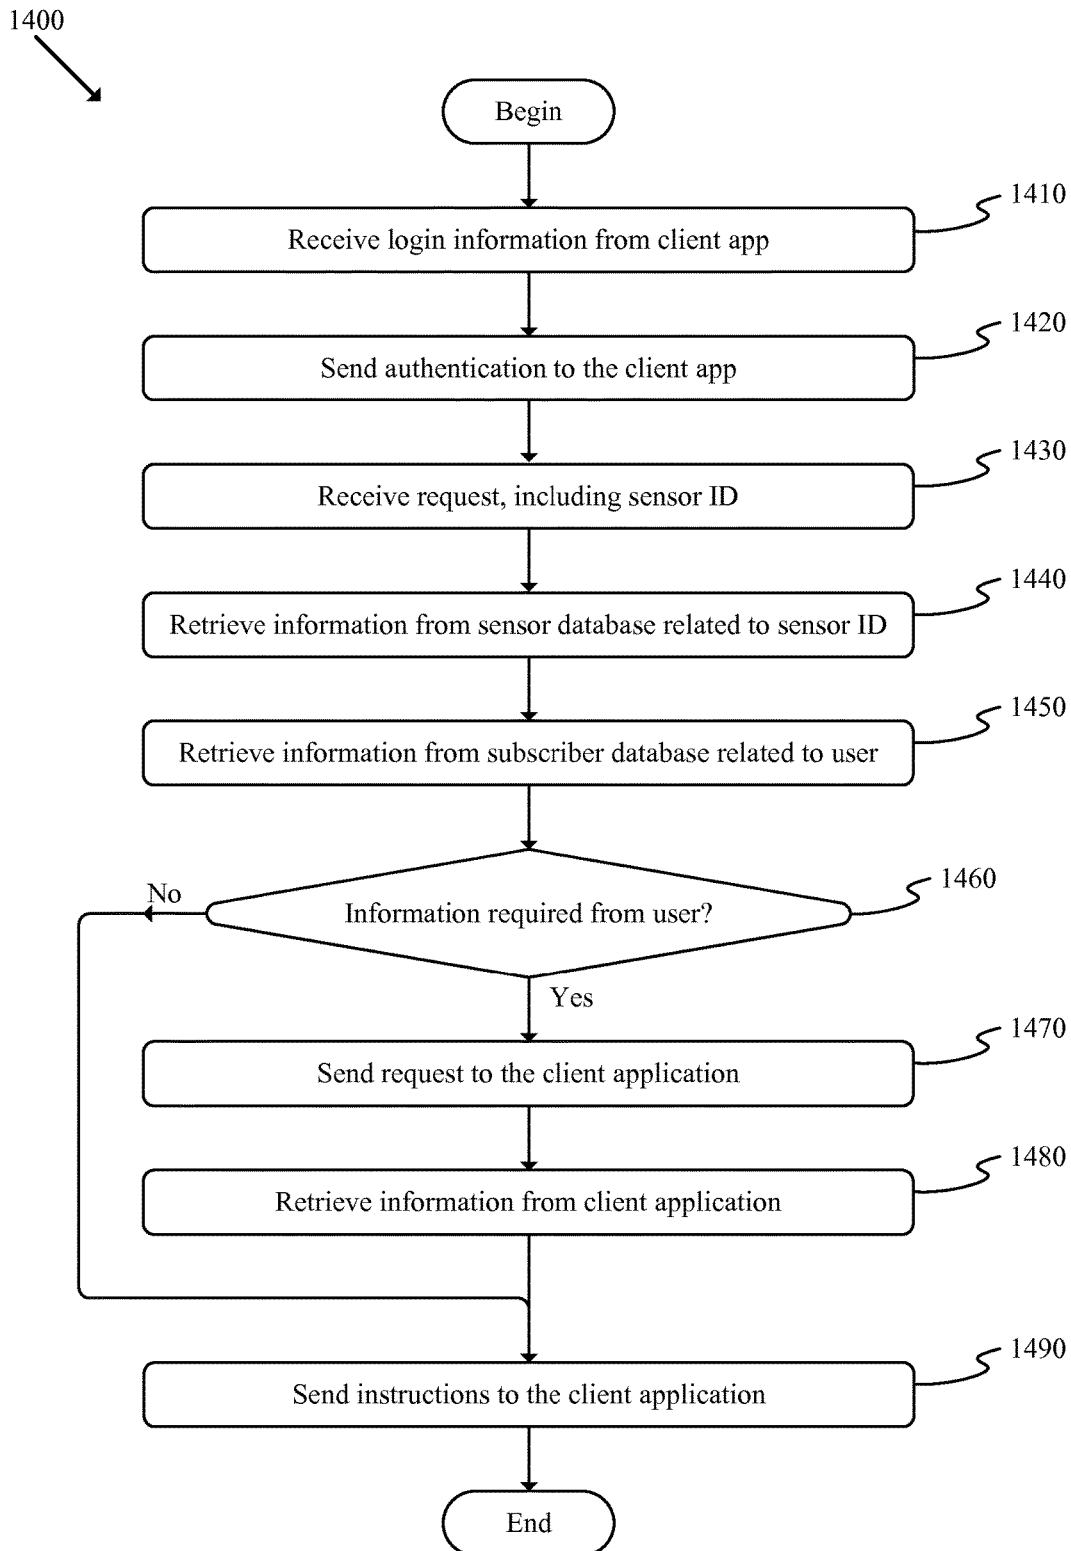 1400
Begin
1410
Receive login information from client app
1420
Send authentication to the client app
1430
Receive request, including sensor ID
1440
Retrieve information from sensor database related to sensor ID
1450
Retrieve information from subscriber database related to user
1460
No
Information required from user?
Yes
1470
Send request to the client application
1480
Retrieve information from client application
1490
Send instructions to the client application
End